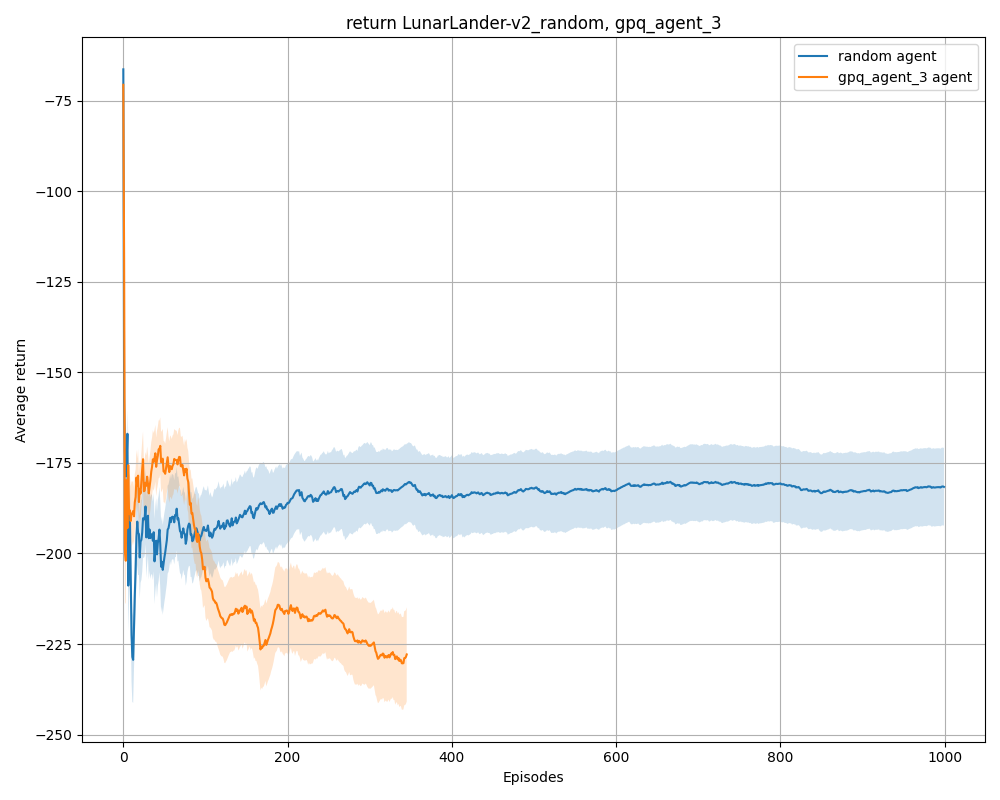 return LunarLander-v2_random, gpq_agent_3
random agent
gpq_agent_3 agent
Average return
−75
−100
−125
−150
−175
−200
−225
−250
0
200
400
600
800
1000
Episodes